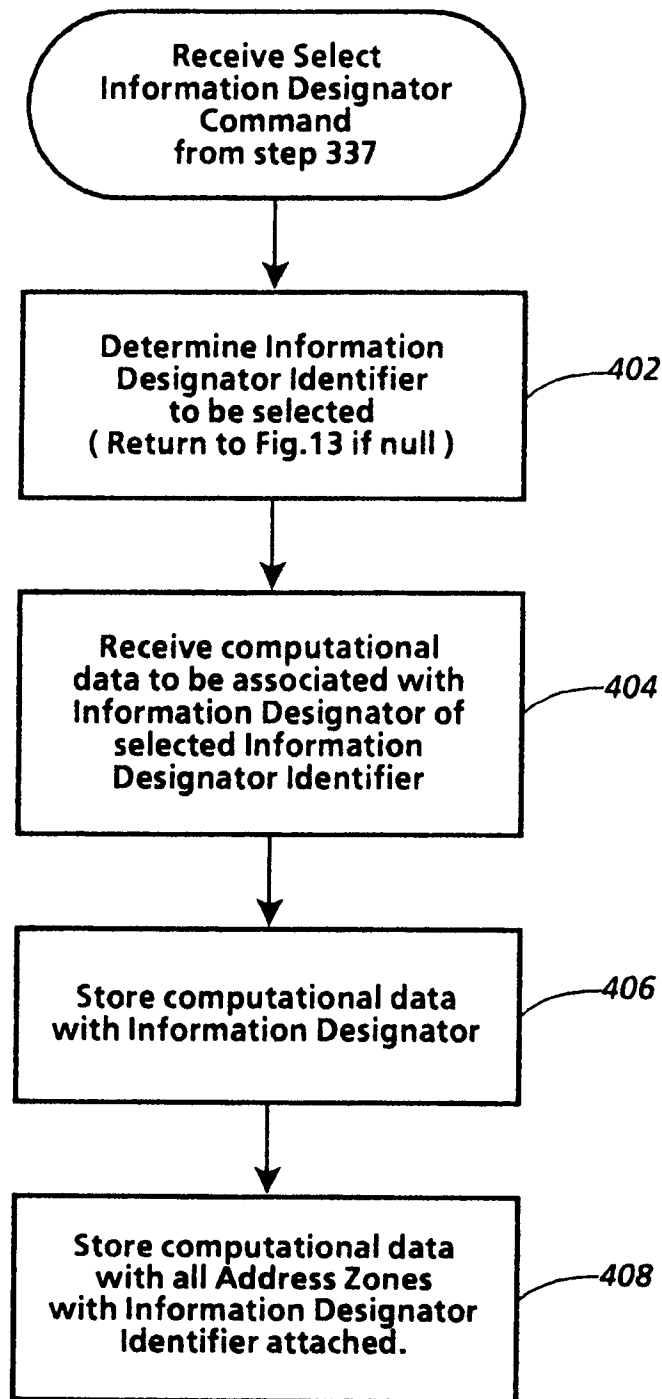 Receive Select
Information Designator
Command
from step 337
Determine Information
Designator Identifier
to be selected
( Return to Fig.13 if null )
402
Receive computational
data to be associated with
Information Designator of
selected Information
Designator Identifier
404
Store computational data
with Information Designator
406
Store computational data
with all Address Zones
with Information Designator
Identifier attached.
408